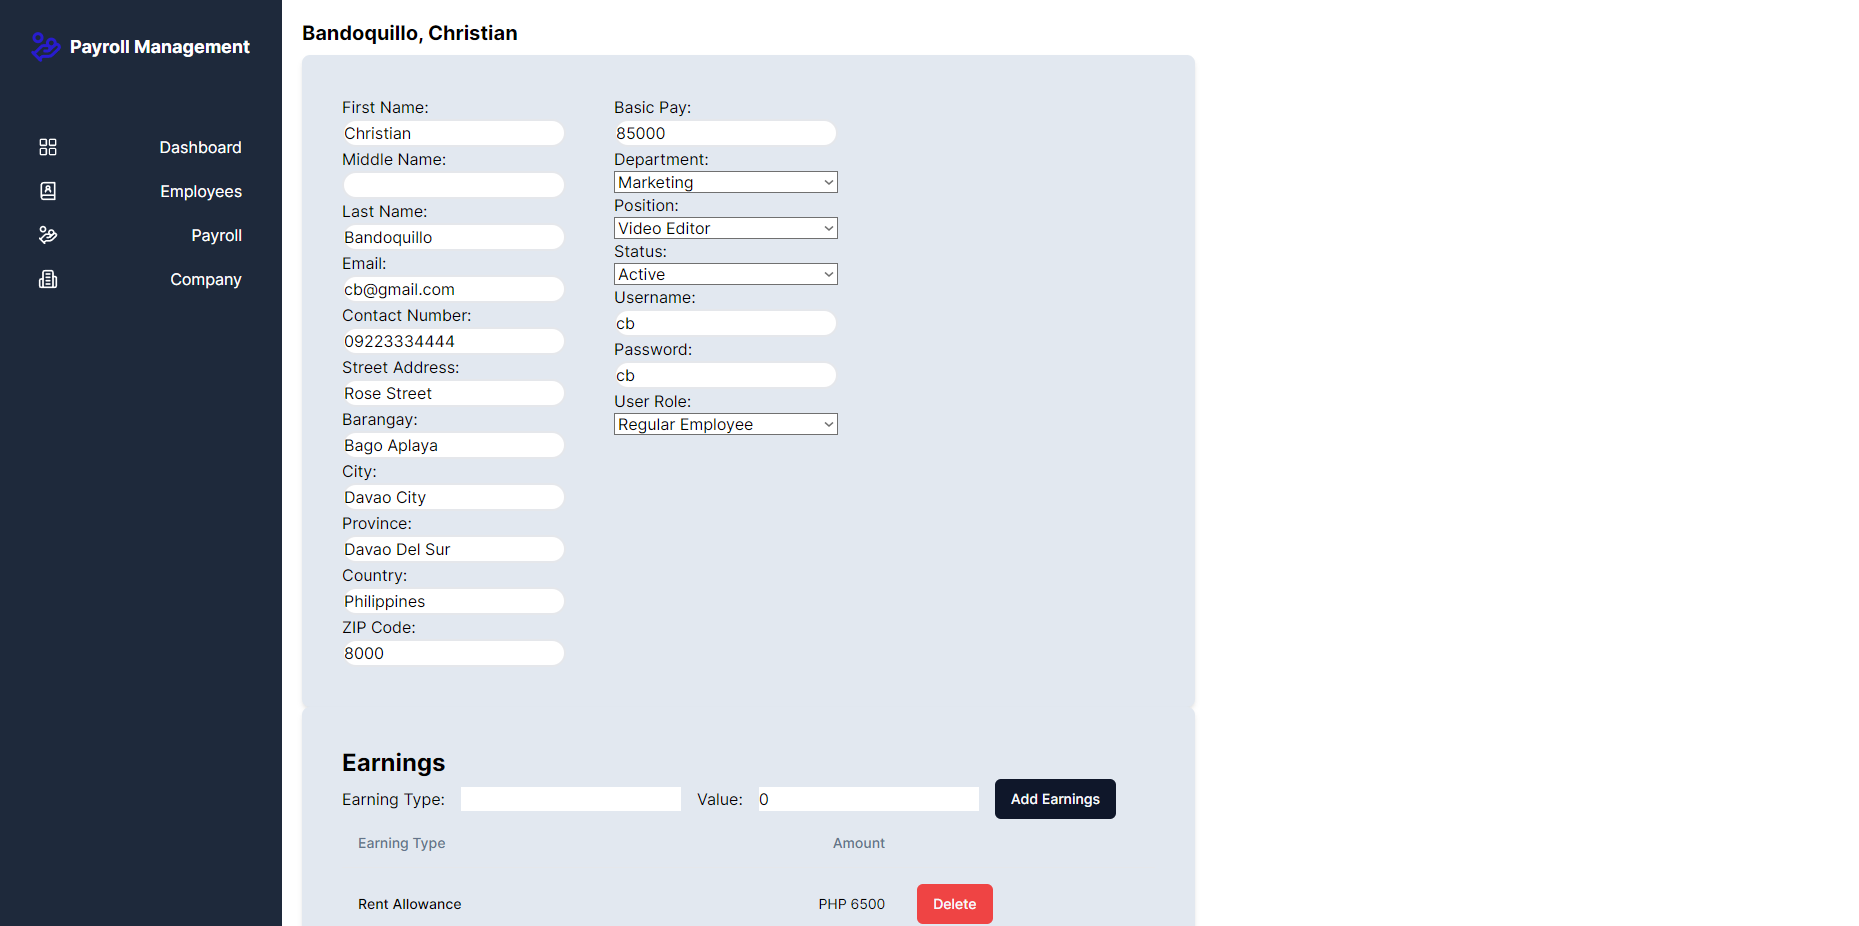 Payroll Management
Dashboard
Employees
Payroll
Company
Bandoquillo, Christian
First Name:
Christian
Middle Name:
Last Name:
Bandoquillo
Email:
cb@gmail.com
Contact Number:
09223334444
Street Address:
Rose Street
Barangay:
Bago Aplaya
City:
Davao City
Province:
Davao Del Sur
Country:
Philippines
ZIP Code:
8000
Basic Pay:
85000
Department:
Marketing
Position:
Video Editor
Status:
Active
Username:
cb
Password:
cb
User Role:
Regular Employee
Earnings
Earning Type: Value: 0 Add Earnings
Earning Type Amount
Rent Allowance PHP 6500 Delete